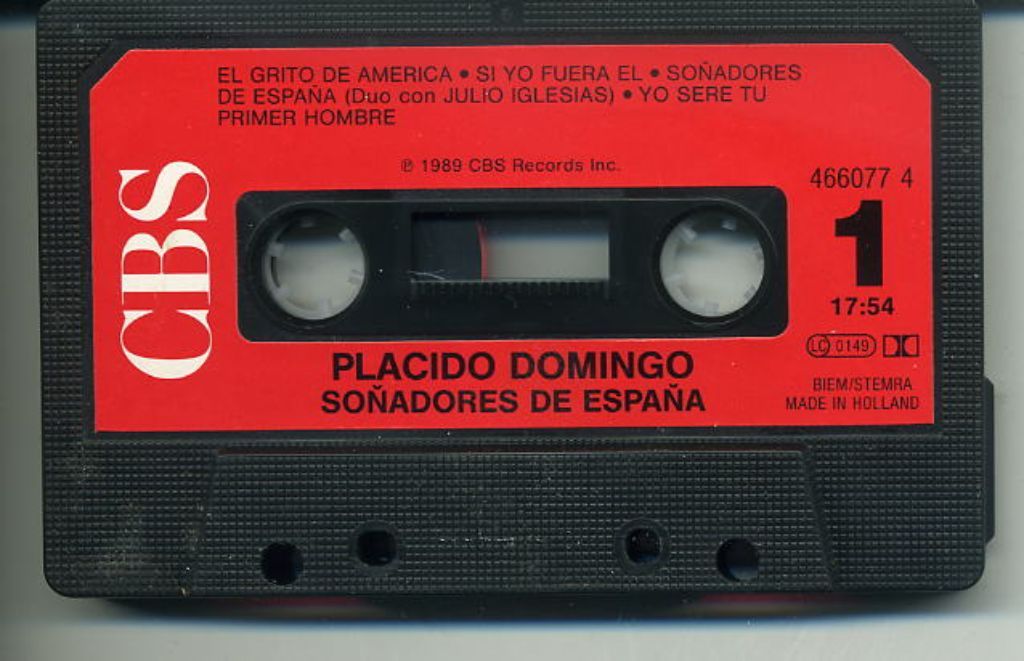 EL GRITO DE AMERICA • SI YO FUERA EL • SOÑADORES
DE ESPAÑA (Duo con JULIO IGLESIAS) • YO SERE TU
PRIMER HOMBRE
℗ 1989 CBS Records Inc.
CBS
466077 4
1
17:54
LC 0149
PLACIDO DOMINGO
SOÑADORES DE ESPAÑA
BIEM/STEMRA
MADE IN HOLLAND